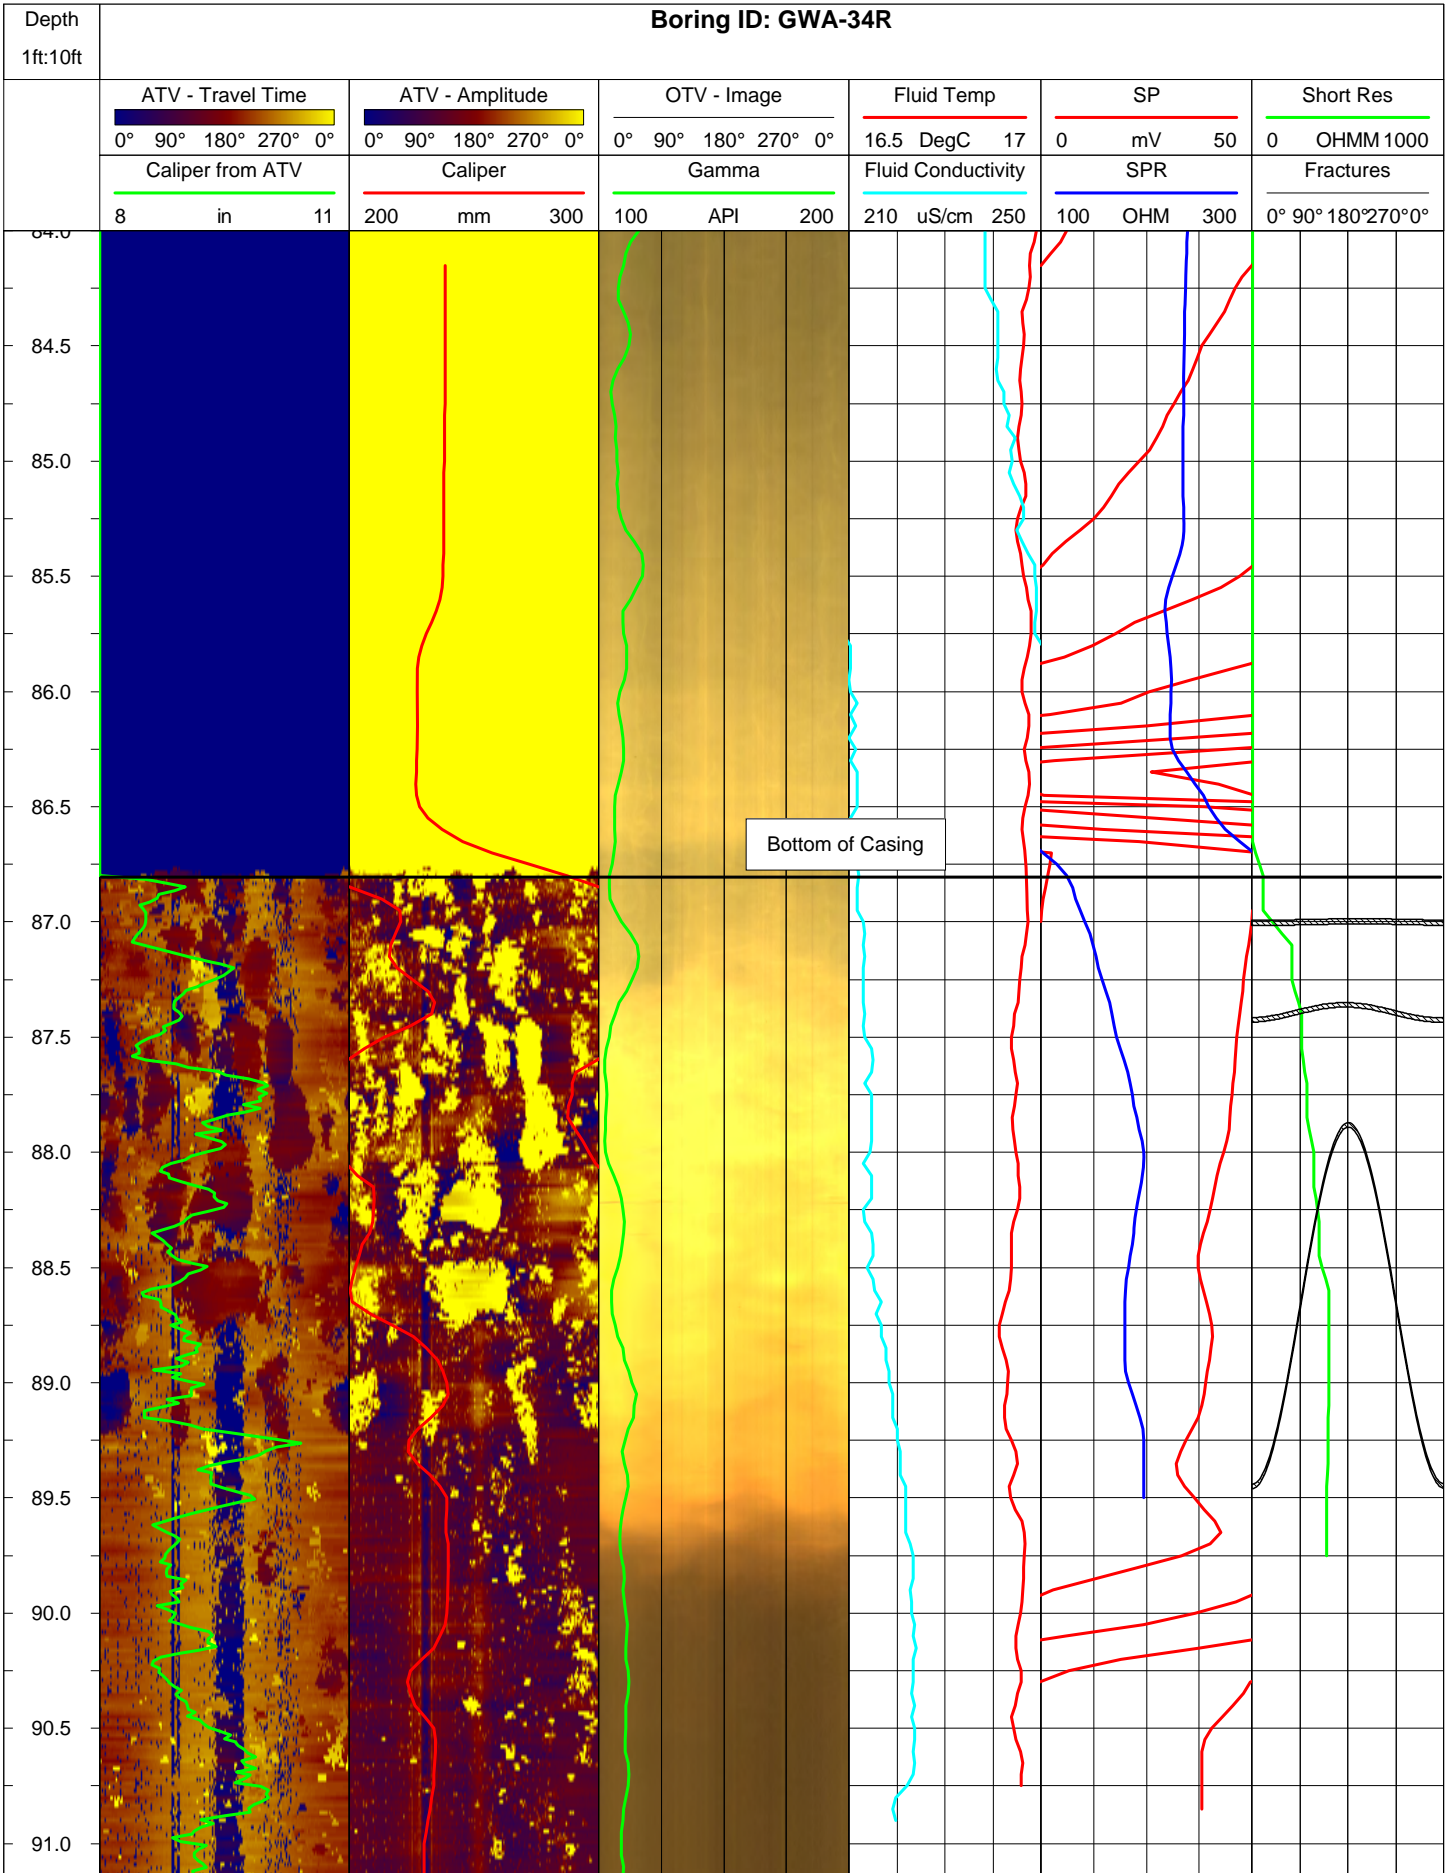 Depth
1ft:10ft
Boring ID: GWA-34R
ATV - Travel Time
0° 90° 180° 270° 0°
ATV - Amplitude
0° 90° 180° 270° 0°
OTV - Image
0° 90° 180° 270° 0°
Fluid Temp
16.5 DegC 17
SP
0 mV 50
Short Res
0 OHMM 1000
Caliper from ATV
8 in 11
Caliper
200 mm 300
Gamma
100 API 200
Fluid Conductivity
210 uS/cm 250
SPR
100 OHM 300
Fractures
0° 90° 180°270°0°
84.0
84.5
85.0
85.5
86.0
86.5
Bottom of Casing
87.0
87.5
88.0
88.5
89.0
89.5
90.0
90.5
91.0